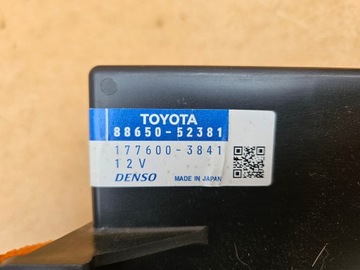 TOYOTA
88650-52381
177600-3841
12V
DENSO MADE IN JAPAN